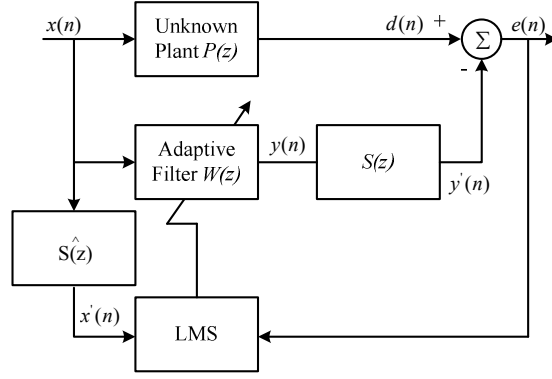 x(n)
Unknown
Plant P(z)
d(n) +
Σ
e(n)
-
Adaptive
Filter W(z)
y(n)
S(z)
y'(n)
Ŝ(z)
x'(n)
LMS